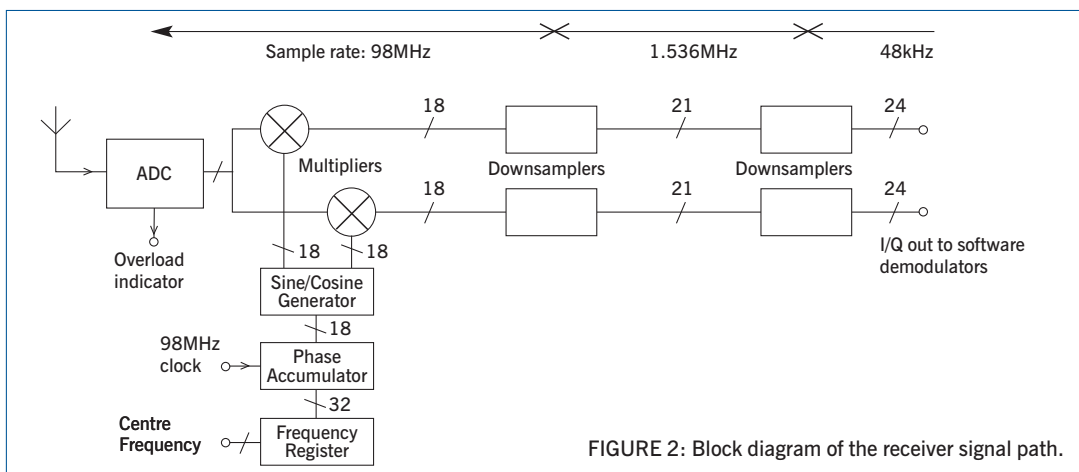 Sample rate: 98MHz
1.536MHz
48kHz
18
21
24
ADC
Multipliers
Downsamplers
Downsamplers
18
21
24
Overload
indicator
18
18
I/Q out to software
demodulators
Sine/Cosine
Generator
18
98MHz
clock
Phase
Accumulator
32
Centre
Frequency
Frequency
Register
FIGURE 2: Block diagram of the receiver signal path.